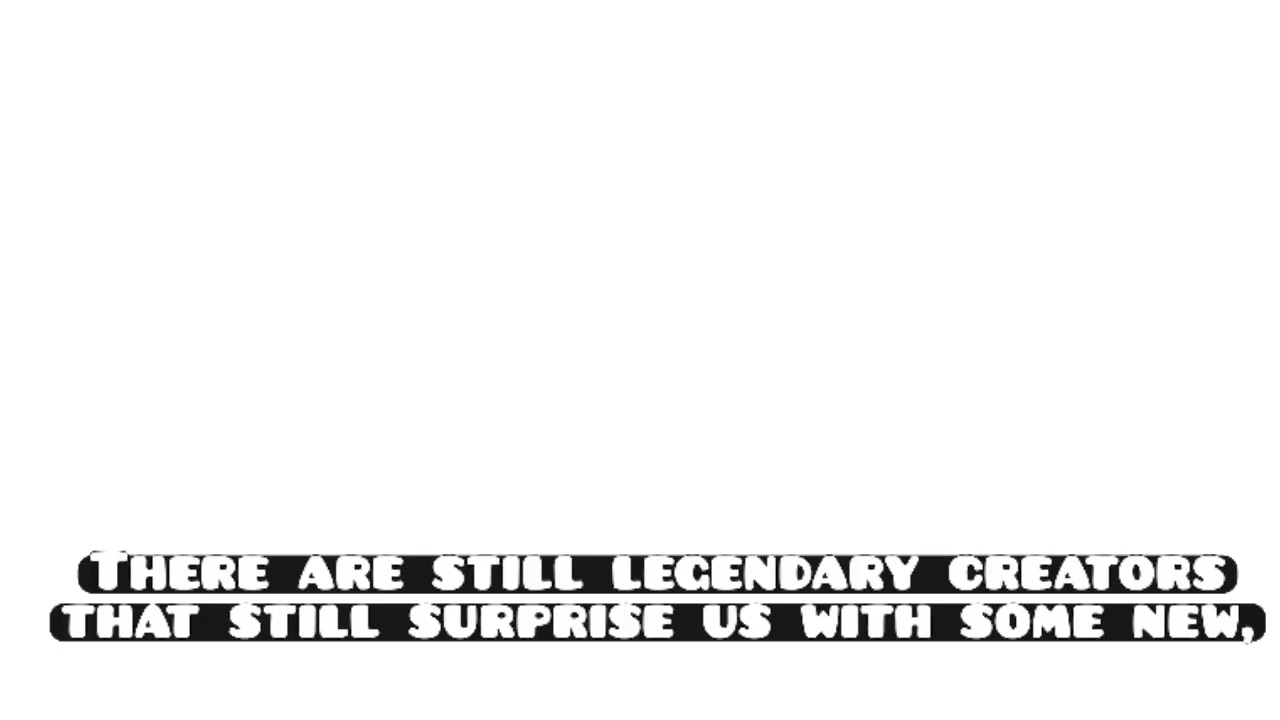 There are still legendary creators
that still surprise us with some new,